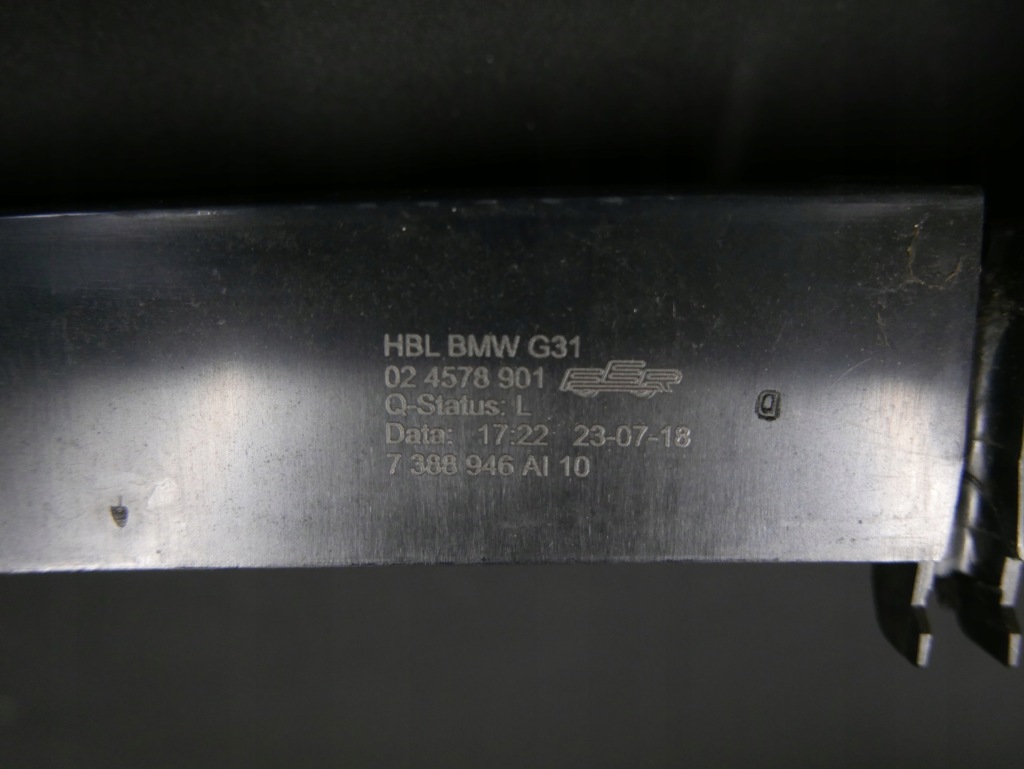 HBL BMW G31
02 4578 901
Q-Status: L
Data: 17:22 23-07-18
7 388 946 AI 10
Q